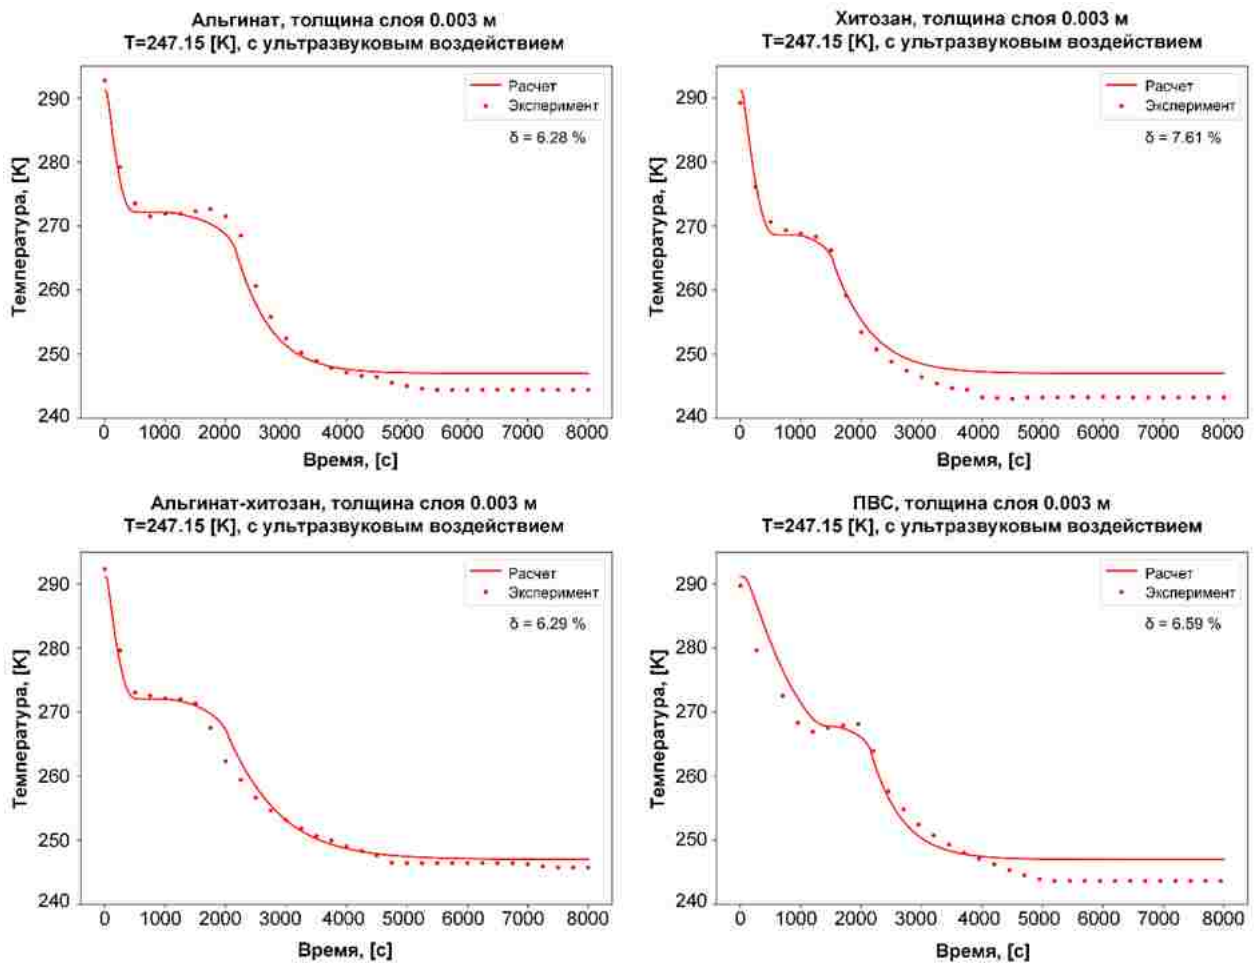 Альгинат, толщина слоя 0.003 м
T=247.15 [K], с ультразвуковым воздействием
Расчет
Эксперимент
δ = 6.28 %
Температура, [K]
290
280
270
260
250
240
0 1000 2000 3000 4000 5000 6000 7000 8000
Время, [с]
Хитозан, толщина слоя 0.003 м
T=247.15 [K], с ультразвуковым воздействием
Расчет
Эксперимент
δ = 7.61 %
Температура, [K]
290
280
270
260
250
240
0 1000 2000 3000 4000 5000 6000 7000 8000
Время, [с]
Альгинат-хитозан, толщина слоя 0.003 м
T=247.15 [K], с ультразвуковым воздействием
Расчет
Эксперимент
δ = 6.29 %
Температура, [K]
290
280
270
260
250
240
0 1000 2000 3000 4000 5000 6000 7000 8000
Время, [с]
ПВС, толщина слоя 0.003 м
T=247.15 [K], с ультразвуковым воздействием
Расчет
Эксперимент
δ = 6.59 %
Температура, [K]
290
280
270
260
250
240
0 1000 2000 3000 4000 5000 6000 7000 8000
Время, [с]